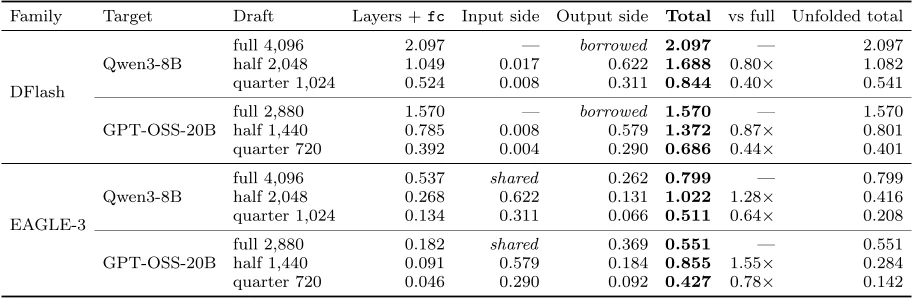 Family Target Draft Layers + fc Input side Output side Total vs full Unfolded total
full 4,096 2.097 — borrowed 2.097 — 2.097
Qwen3-8B half 2,048 1.049 0.017 0.622 1.688 0.80× 1.082
quarter 1,024 0.524 0.008 0.311 0.844 0.40× 0.541
DFlash
full 2,880 1.570 — borrowed 1.570 — 1.570
GPT-OSS-20B half 1,440 0.785 0.008 0.579 1.372 0.87× 0.801
quarter 720 0.392 0.004 0.290 0.686 0.44× 0.401
full 4,096 0.537 shared 0.262 0.799 — 0.799
Qwen3-8B half 2,048 0.268 0.622 0.131 1.022 1.28× 0.416
quarter 1,024 0.134 0.311 0.066 0.511 0.64× 0.208
EAGLE-3
full 2,880 0.182 shared 0.369 0.551 — 0.551
GPT-OSS-20B half 1,440 0.091 0.579 0.184 0.855 1.55× 0.284
quarter 720 0.046 0.290 0.092 0.427 0.78× 0.142